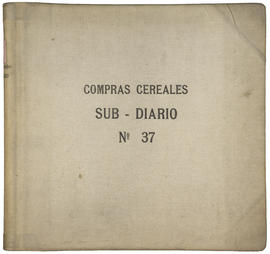 COMPRAS CEREALES
SUB - DIARIO
Nº 37